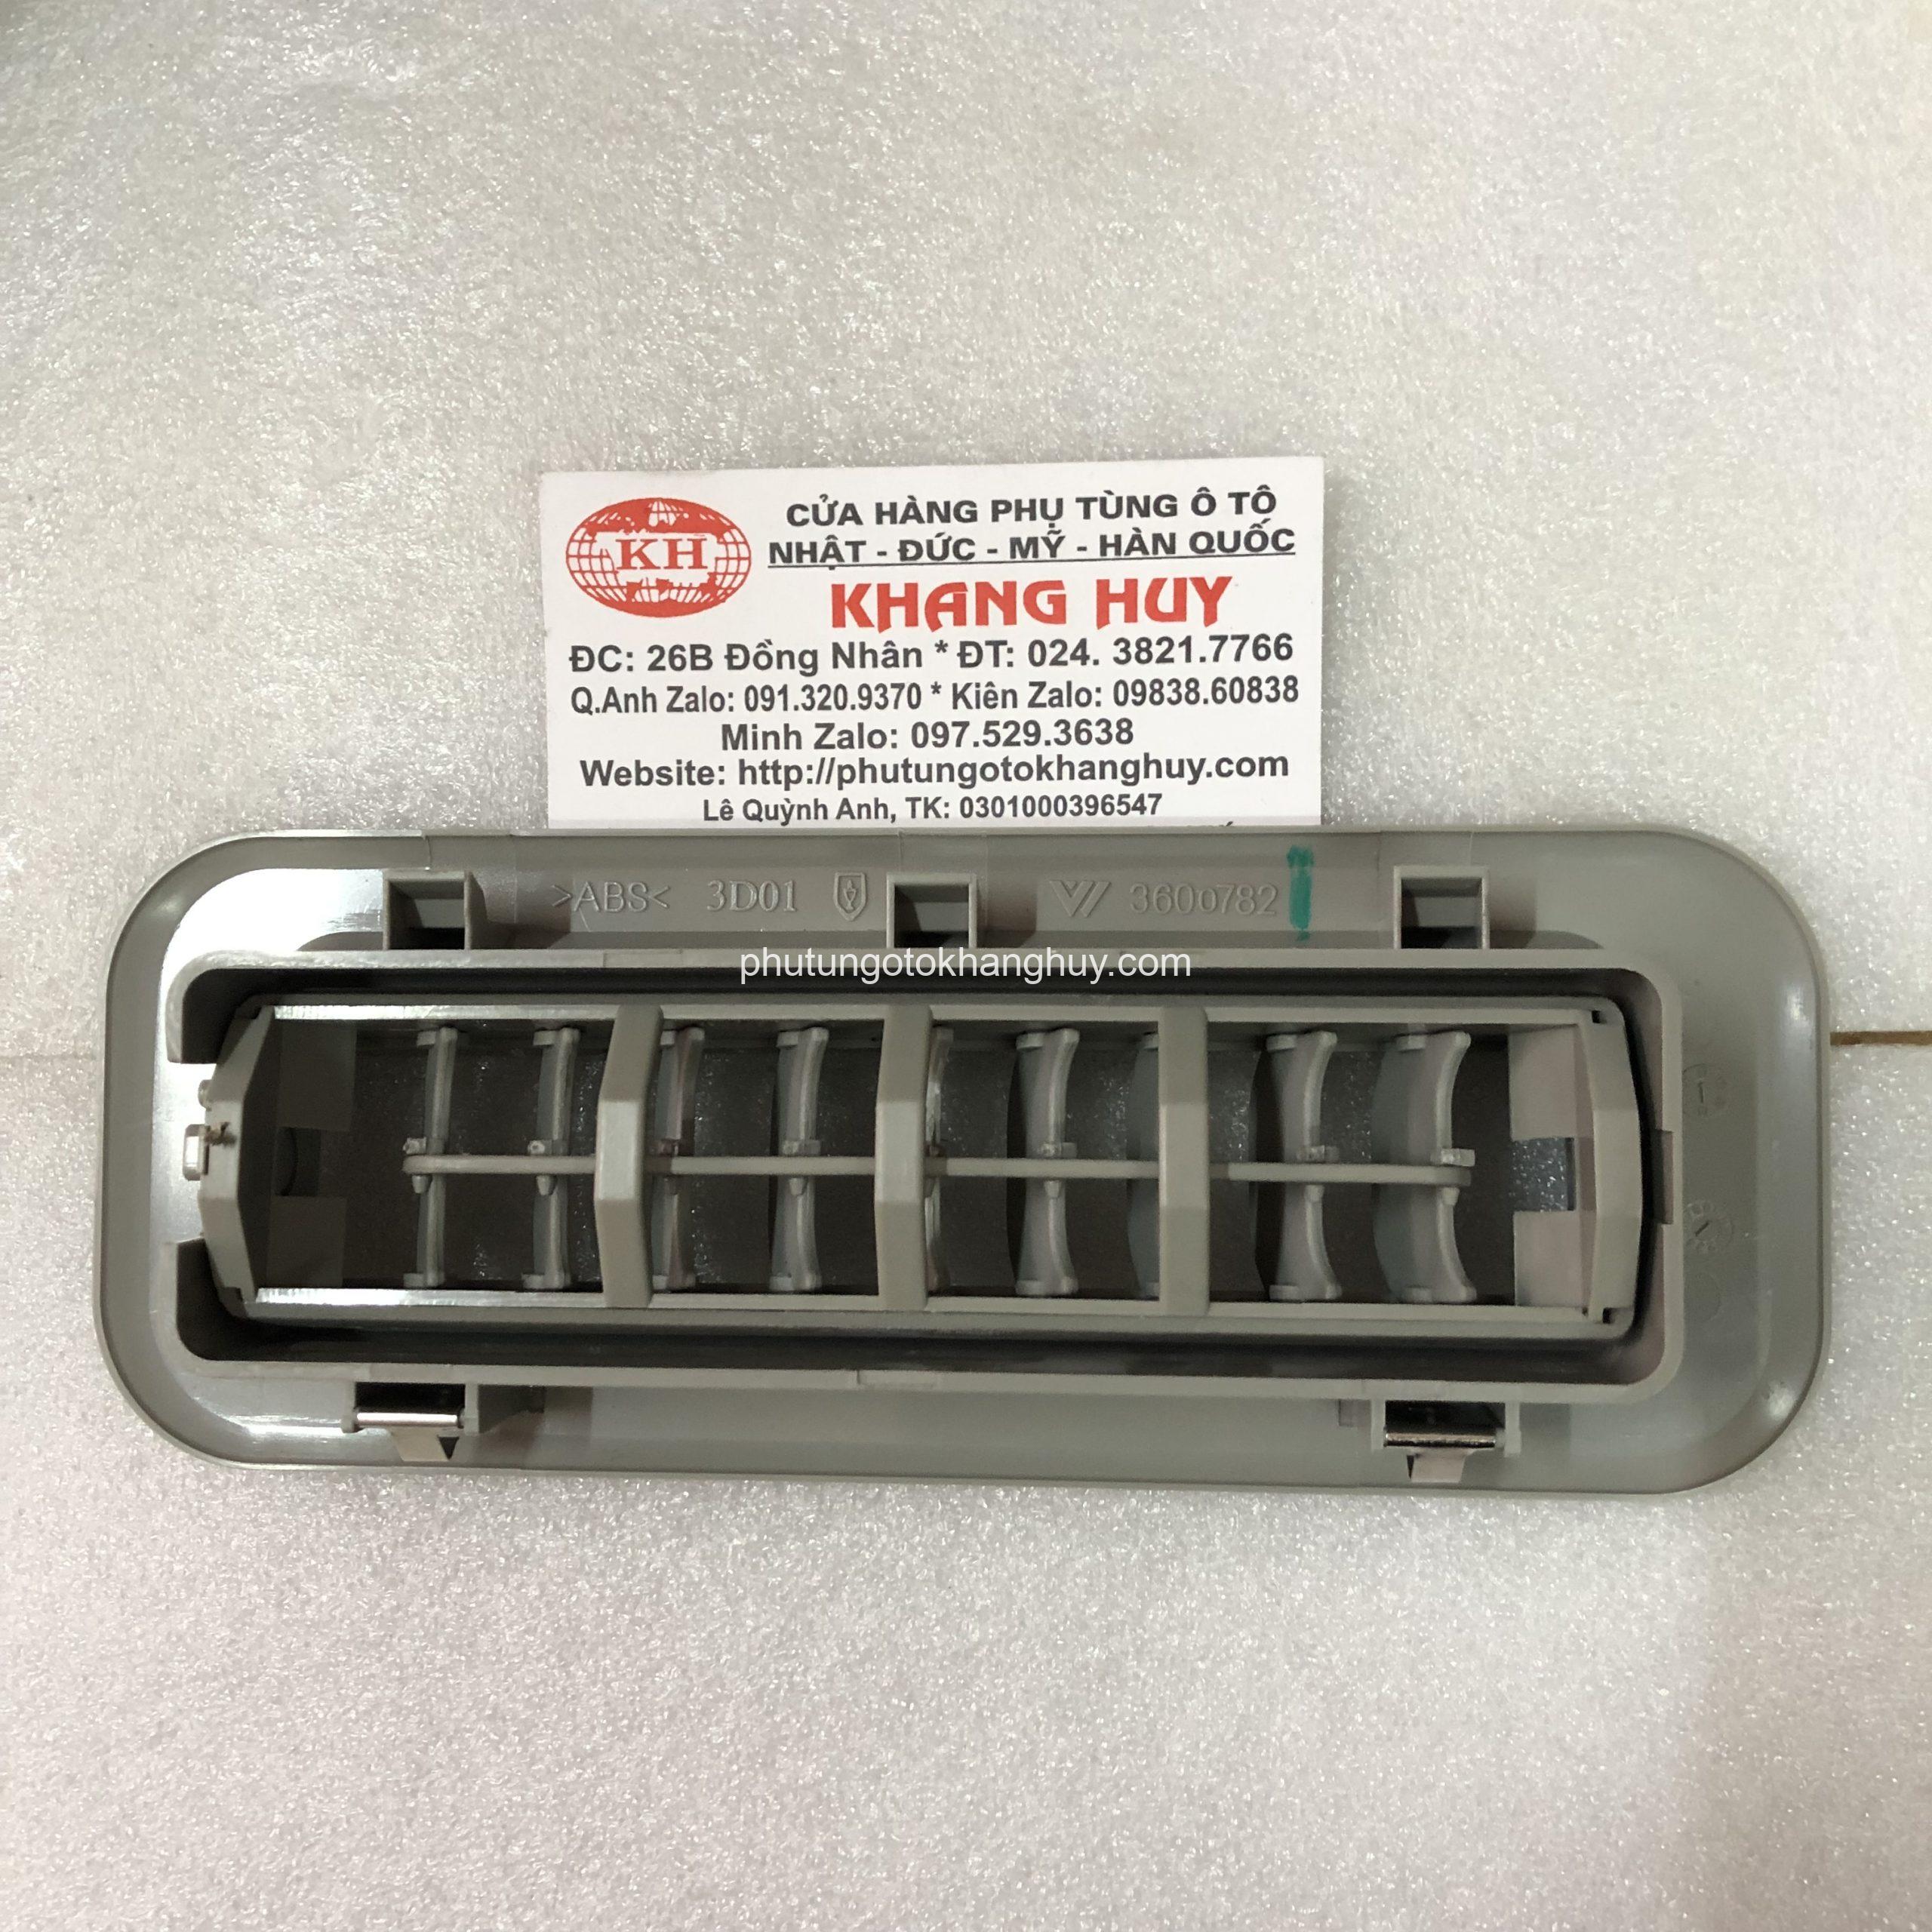 KH
CỬA HÀNG PHỤ TÙNG Ô TÔ
NHẬT - ĐỨC - MỸ - HÀN QUỐC
KHANG HUY
ĐC: 26B Đồng Nhân * ĐT: 024. 3821.7766
Q.Anh Zalo: 091.320.9370 * Kiên Zalo: 09838.60838
Minh Zalo: 097.529.3638
Website: http://phutungotokhanghuy.com
Lê Quỳnh Anh, TK: 0301000396547
>ABS< 3D01 3600782
phutungotokhanghuy.com